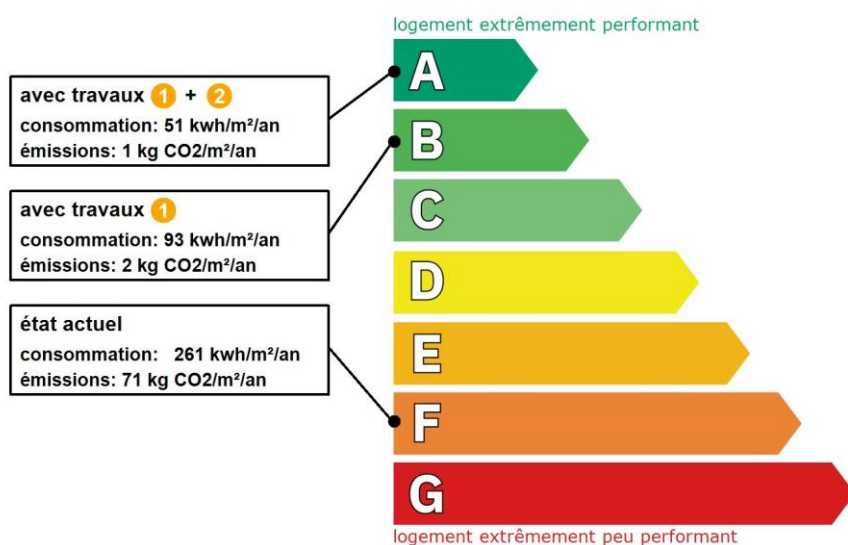 logement extrêmement performant
avec travaux 1 + 2
consommation: 51 kwh/m²/an
émissions: 1 kg CO2/m²/an
avec travaux 1
consommation: 93 kwh/m²/an
émissions: 2 kg CO2/m²/an
état actuel
consommation: 261 kwh/m²/an
émissions: 71 kg CO2/m²/an
A
B
C
D
E
F
G
logement extrêmement peu performant